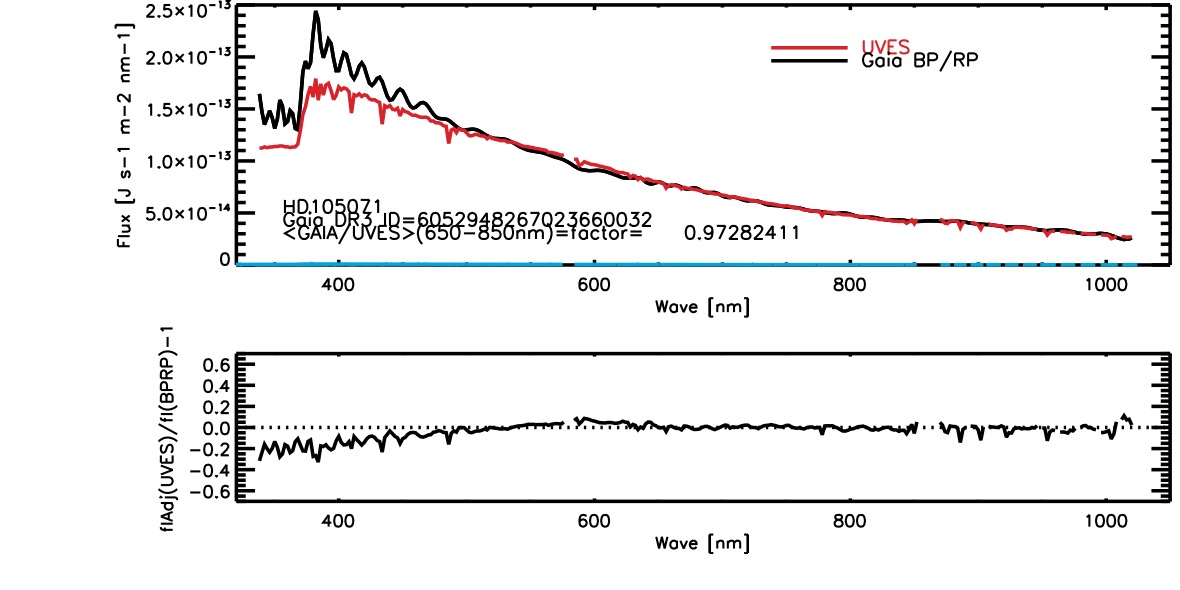 2.5×10−13
2.0×10−13
1.5×10−13
1.0×10−13
5.0×10−14
0
Flux [J s−1 m−2 nm−1]
UVES
Gaia BP/RP
HD105071
Gaia DR3 ID=6052948267023660032
<GAIA/UVES>(650−850nm)=factor= 0.97282411
400 600 800 1000
Wave [nm]
flAdj(UVES)/fl(BPRP)−1
0.6
0.4
0.2
0.0
−0.2
−0.4
−0.6
400 600 800 1000
Wave [nm]